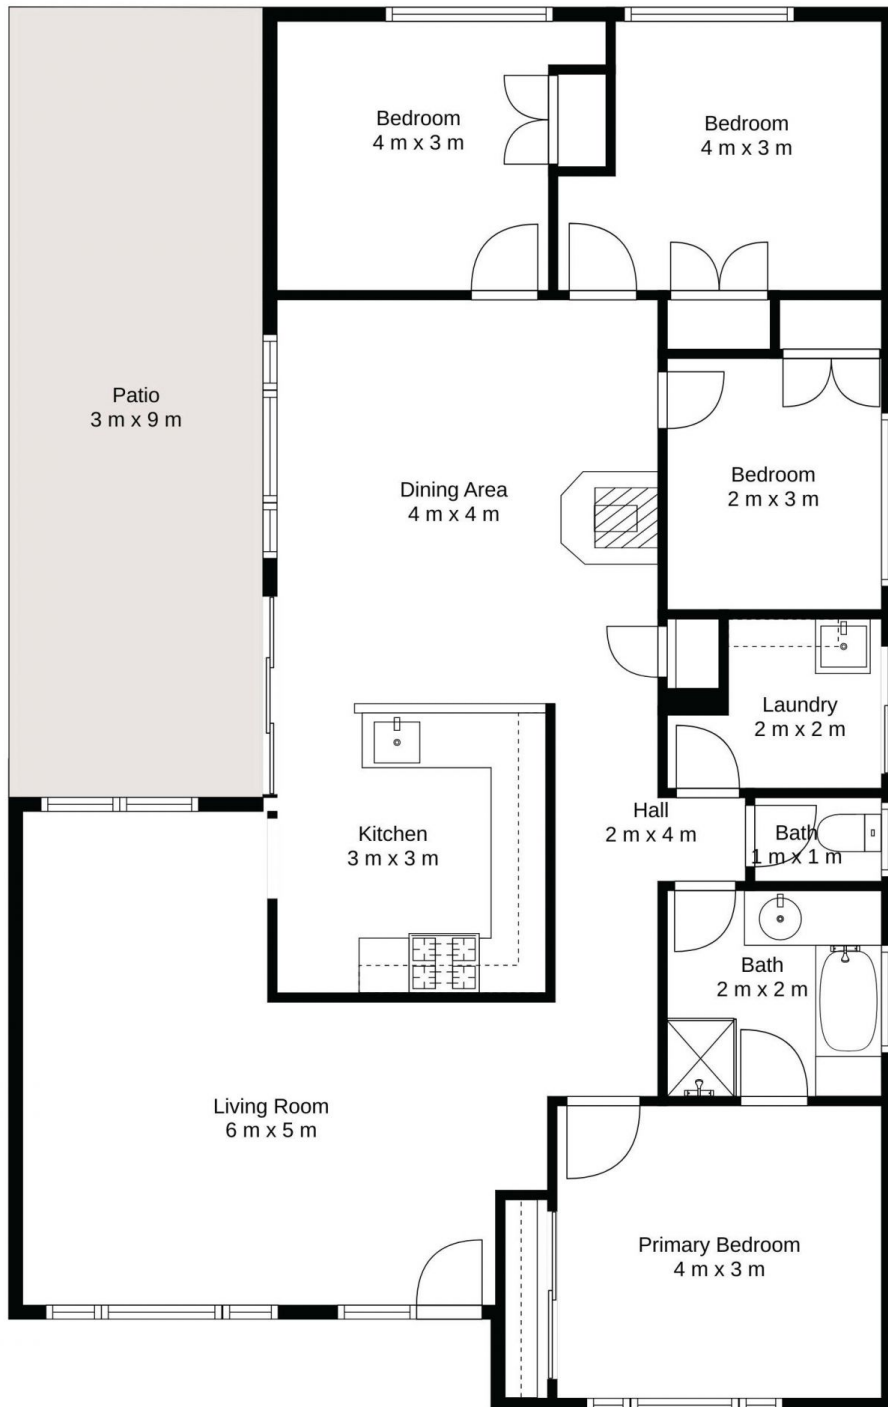 Bedroom
4 m x 3 m
Bedroom
4 m x 3 m
Patio
3 m x 9 m
Dining Area
4 m x 4 m
Bedroom
2 m x 3 m
Laundry
2 m x 2 m
Hall
2 m x 4 m
Bath
1 m x 1 m
Kitchen
3 m x 3 m
Bath
2 m x 2 m
Living Room
6 m x 5 m
Primary Bedroom
4 m x 3 m